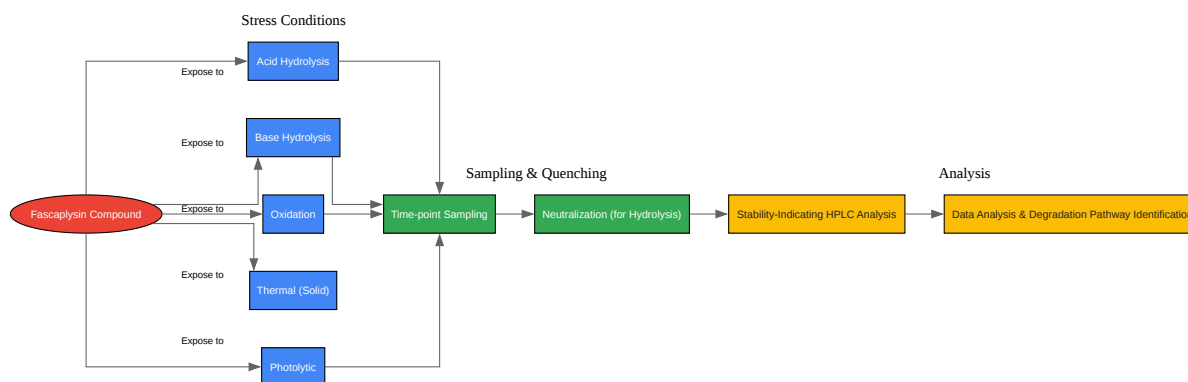 Stress Conditions
Acid Hydrolysis
Expose to
Expose to
Base Hydrolysis
Sampling & Quenching
Analysis
Fascaplysin Compound
Expose to
Oxidation
Time-point Sampling
Neutralization (for Hydrolysis)
Stability-Indicating HPLC Analysis
Data Analysis & Degradation Pathway Identification
Expose to
Thermal (Solid)
Expose to
Photolytic